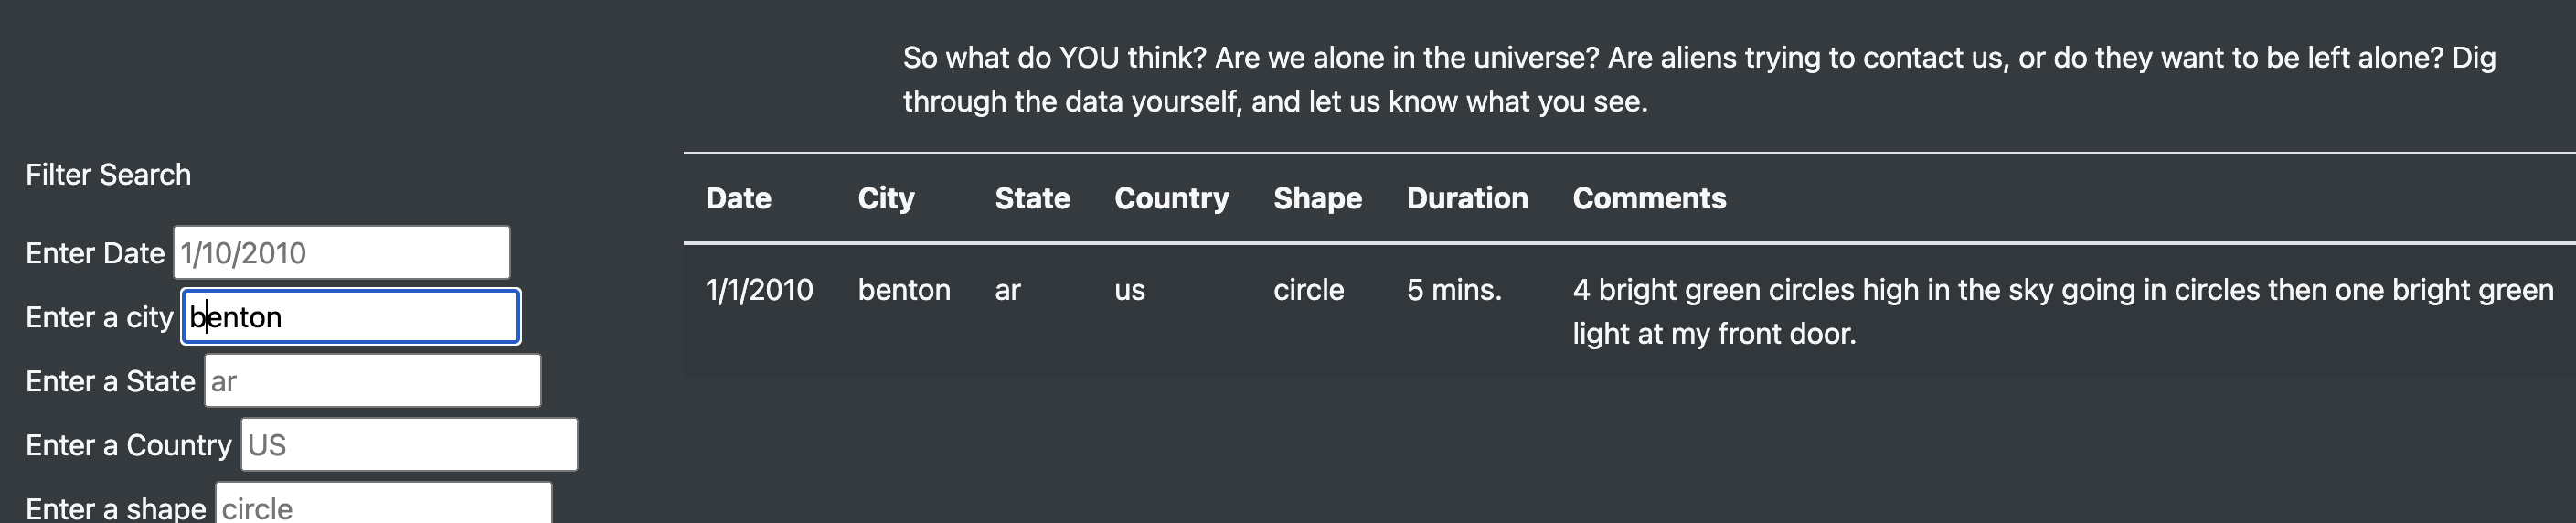 So what do YOU think? Are we alone in the universe? Are aliens trying to contact us, or do they want to be left alone? Dig
through the data yourself, and let us know what you see.
Filter Search
Enter Date 1/10/2010
Enter a city benton
Enter a State ar
Enter a Country US
Enter a shape circle
Date City State Country Shape Duration Comments
1/1/2010 benton ar us circle 5 mins. 4 bright green circles high in the sky going in circles then one bright green
light at my front door.